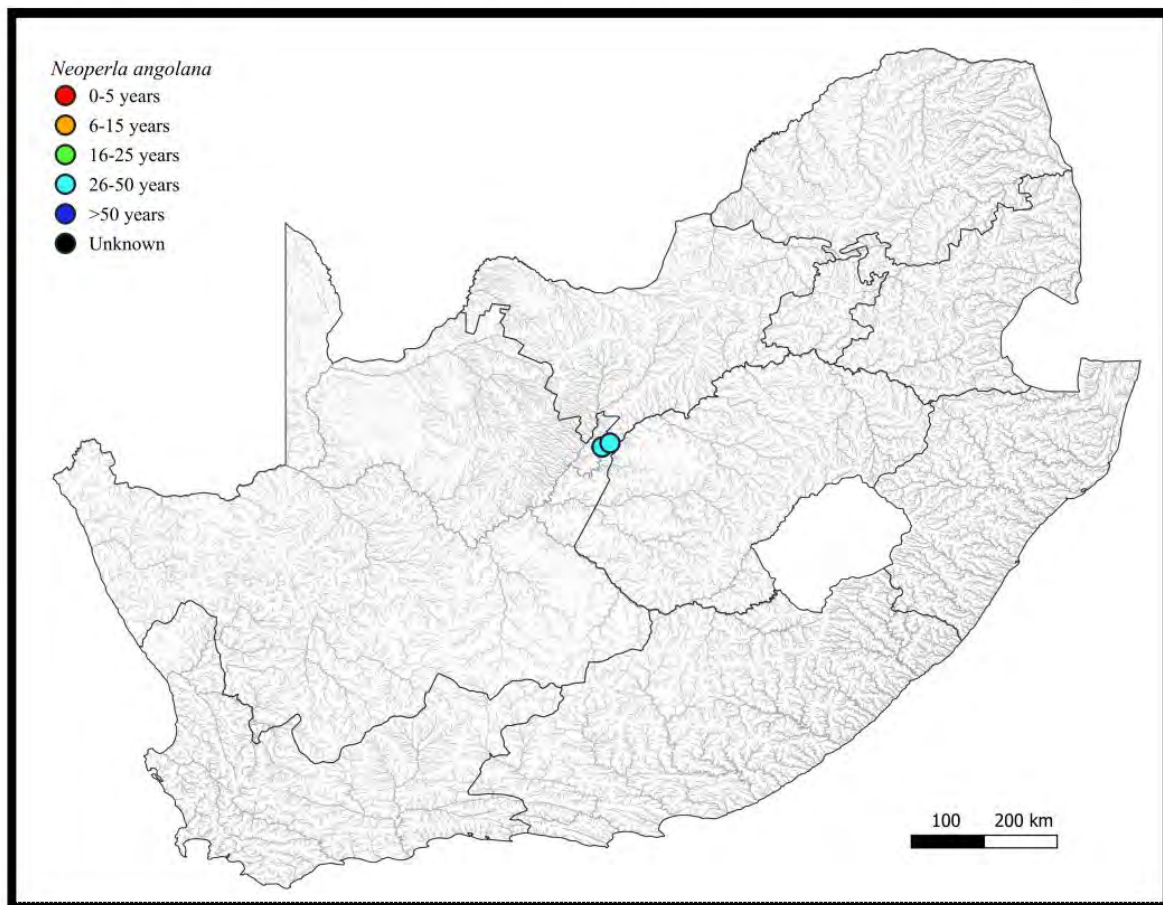 Neoperla angolana
0-5 years
6-15 years
16-25 years
26-50 years
>50 years
Unknown
100 200 km